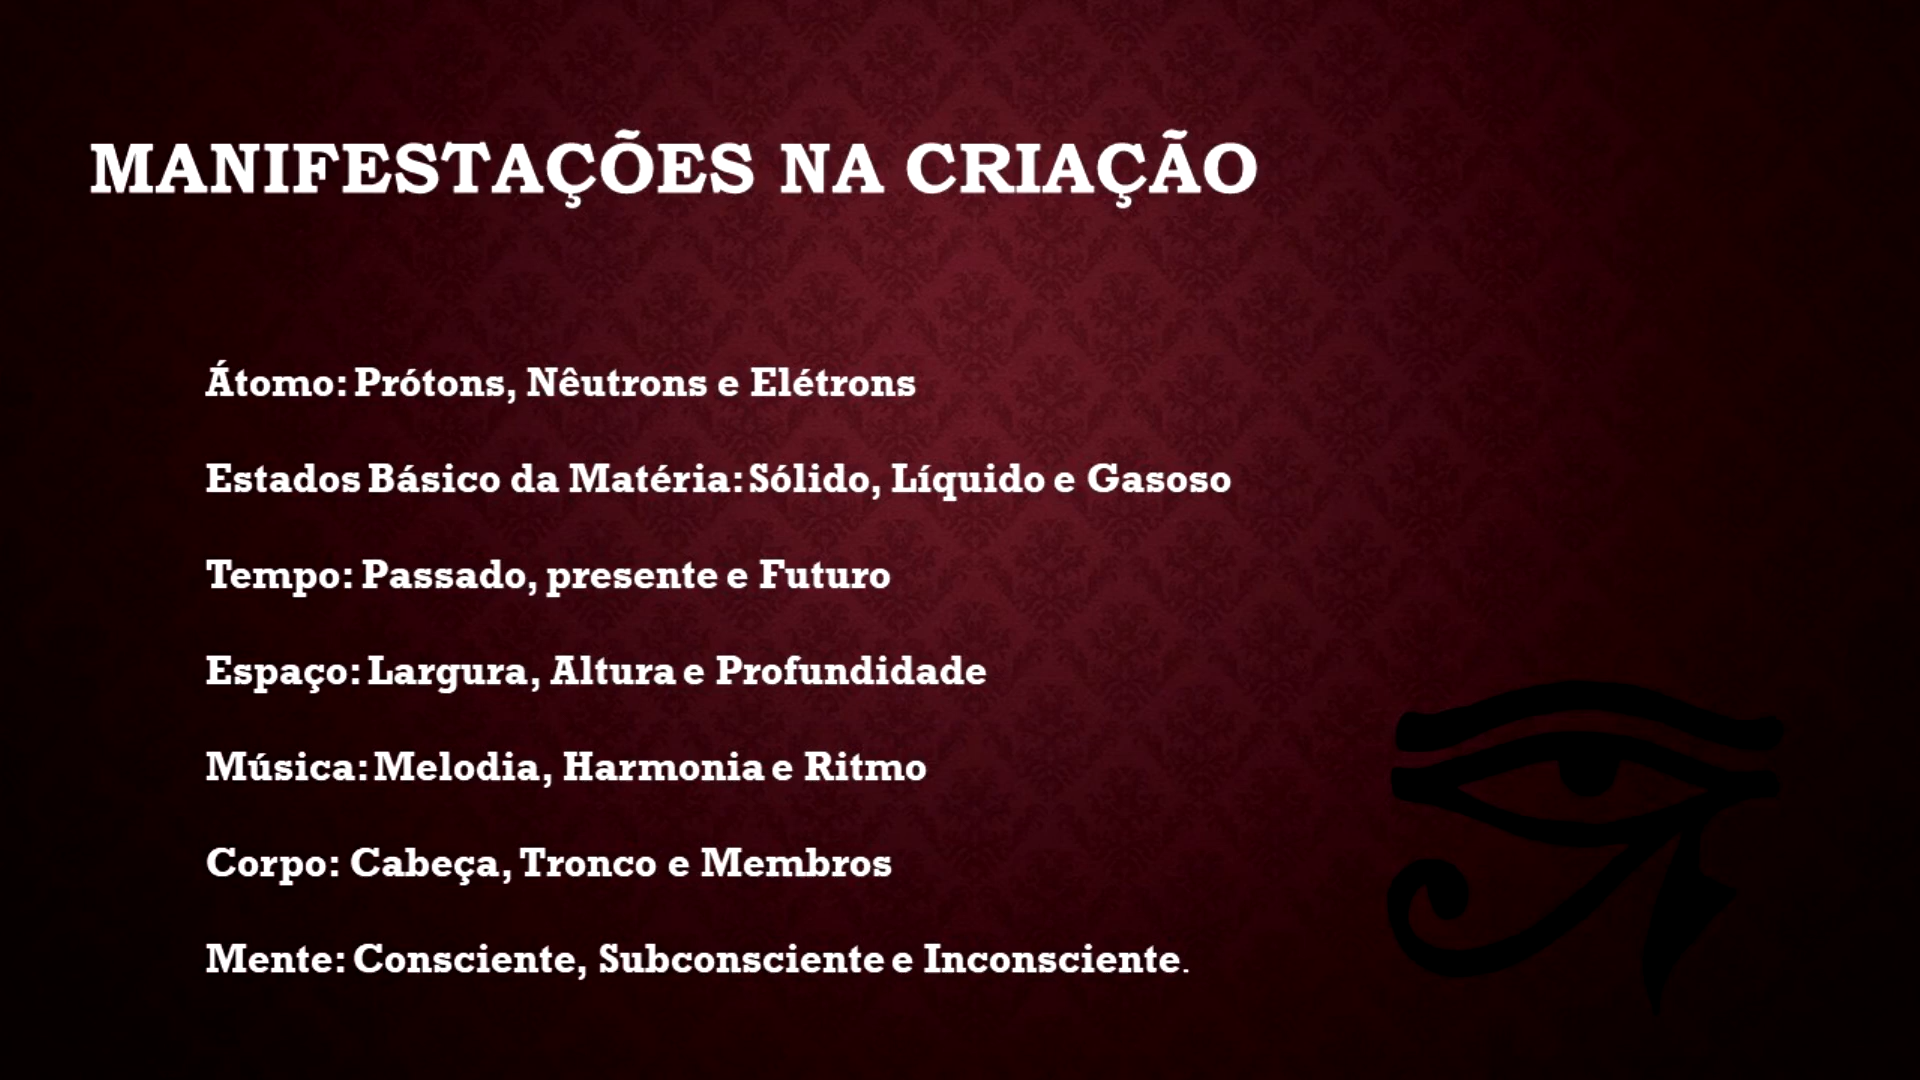 MANIFESTAÇÕES NA CRIAÇÃO
Átomo: Prótons, Nêutrons e Elétrons
Estados Básico da Matéria: Sólido, Líquido e Gasoso
Tempo: Passado, presente e Futuro
Espaço: Largura, Altura e Profundidade
Música: Melodia, Harmonia e Ritmo
Corpo: Cabeça, Tronco e Membros
Mente: Consciente, Subconsciente e Inconsciente.